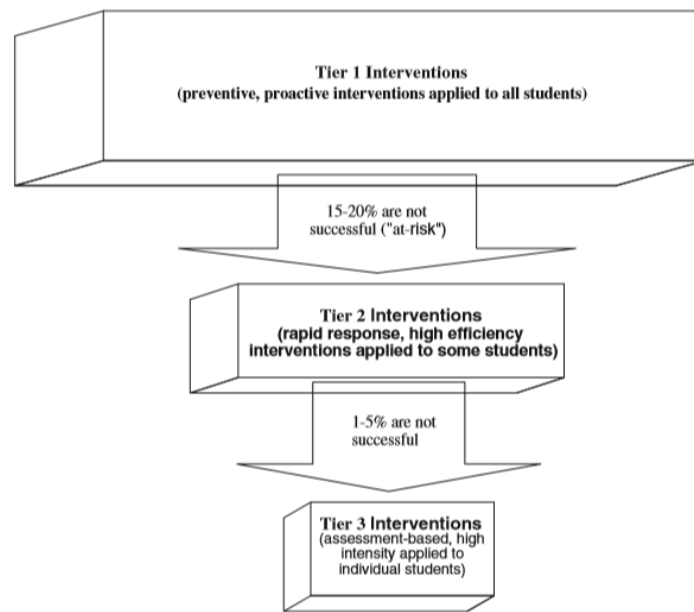 Tier 1 Interventions
(preventive, proactive interventions applied to all students)
15-20% are not
successful ("at-risk")
Tier 2 Interventions
(rapid response, high efficiency
interventions applied to some students)
1-5% are not
successful
Tier 3 Interventions
(assessment-based, high
intensity applied to
individual students)